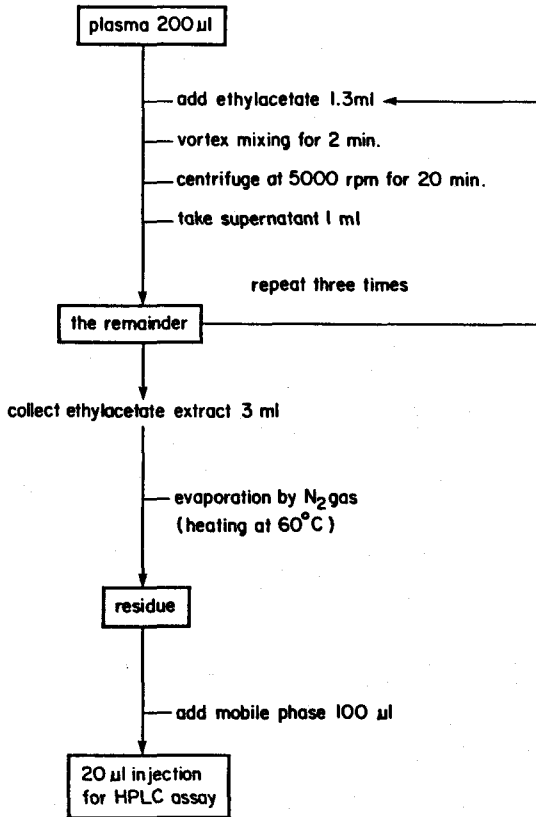 plasma 200 µl
add ethylacetate 1.3ml
vortex mixing for 2 min.
centrifuge at 5000 rpm for 20 min.
take supernatant 1 ml
repeat three times
the remainder
collect ethylacetate extract 3 ml
evaporation by N₂ gas
(heating at 60°C)
residue
add mobile phase 100 µl
20 µl injection
for HPLC assay